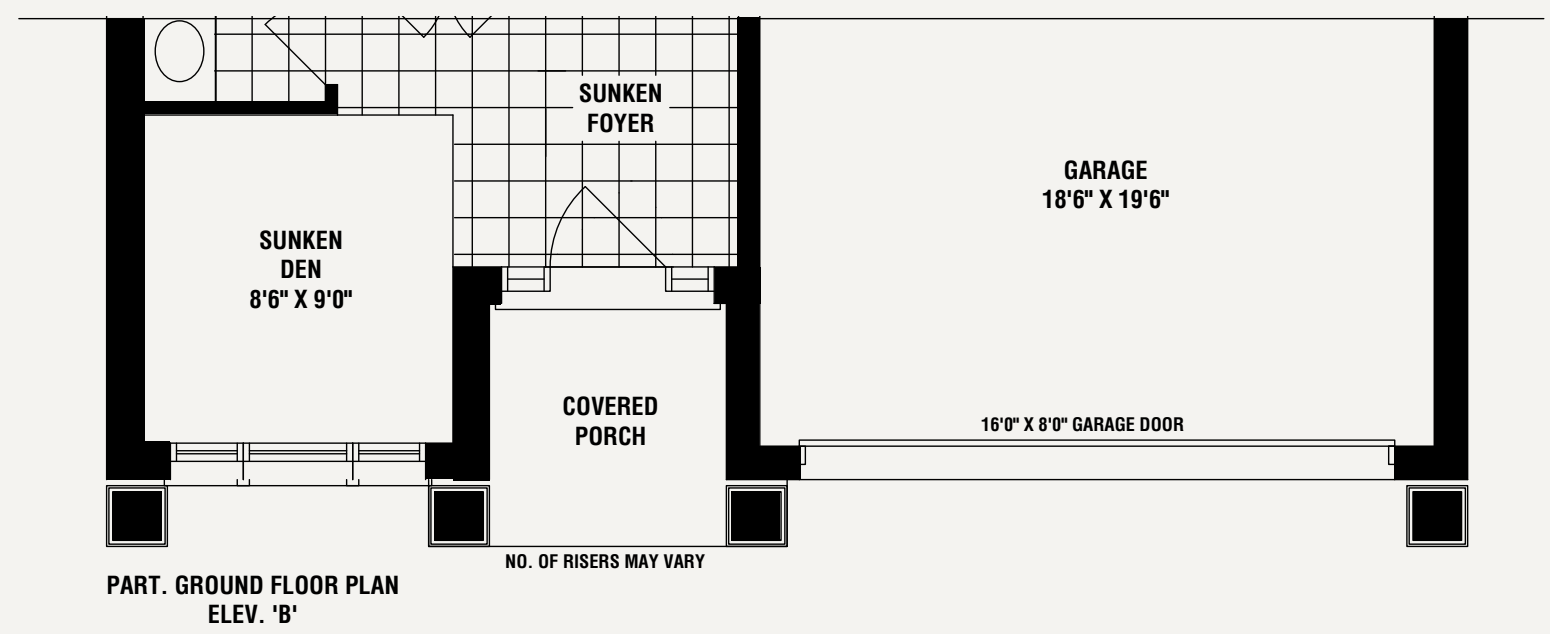 SUNKEN
FOYER
GARAGE
18'6" X 19'6"
SUNKEN
DEN
8'6" X 9'0"
COVERED
PORCH
16'0" X 8'0" GARAGE DOOR
NO. OF RISERS MAY VARY
PART. GROUND FLOOR PLAN
ELEV. 'B'